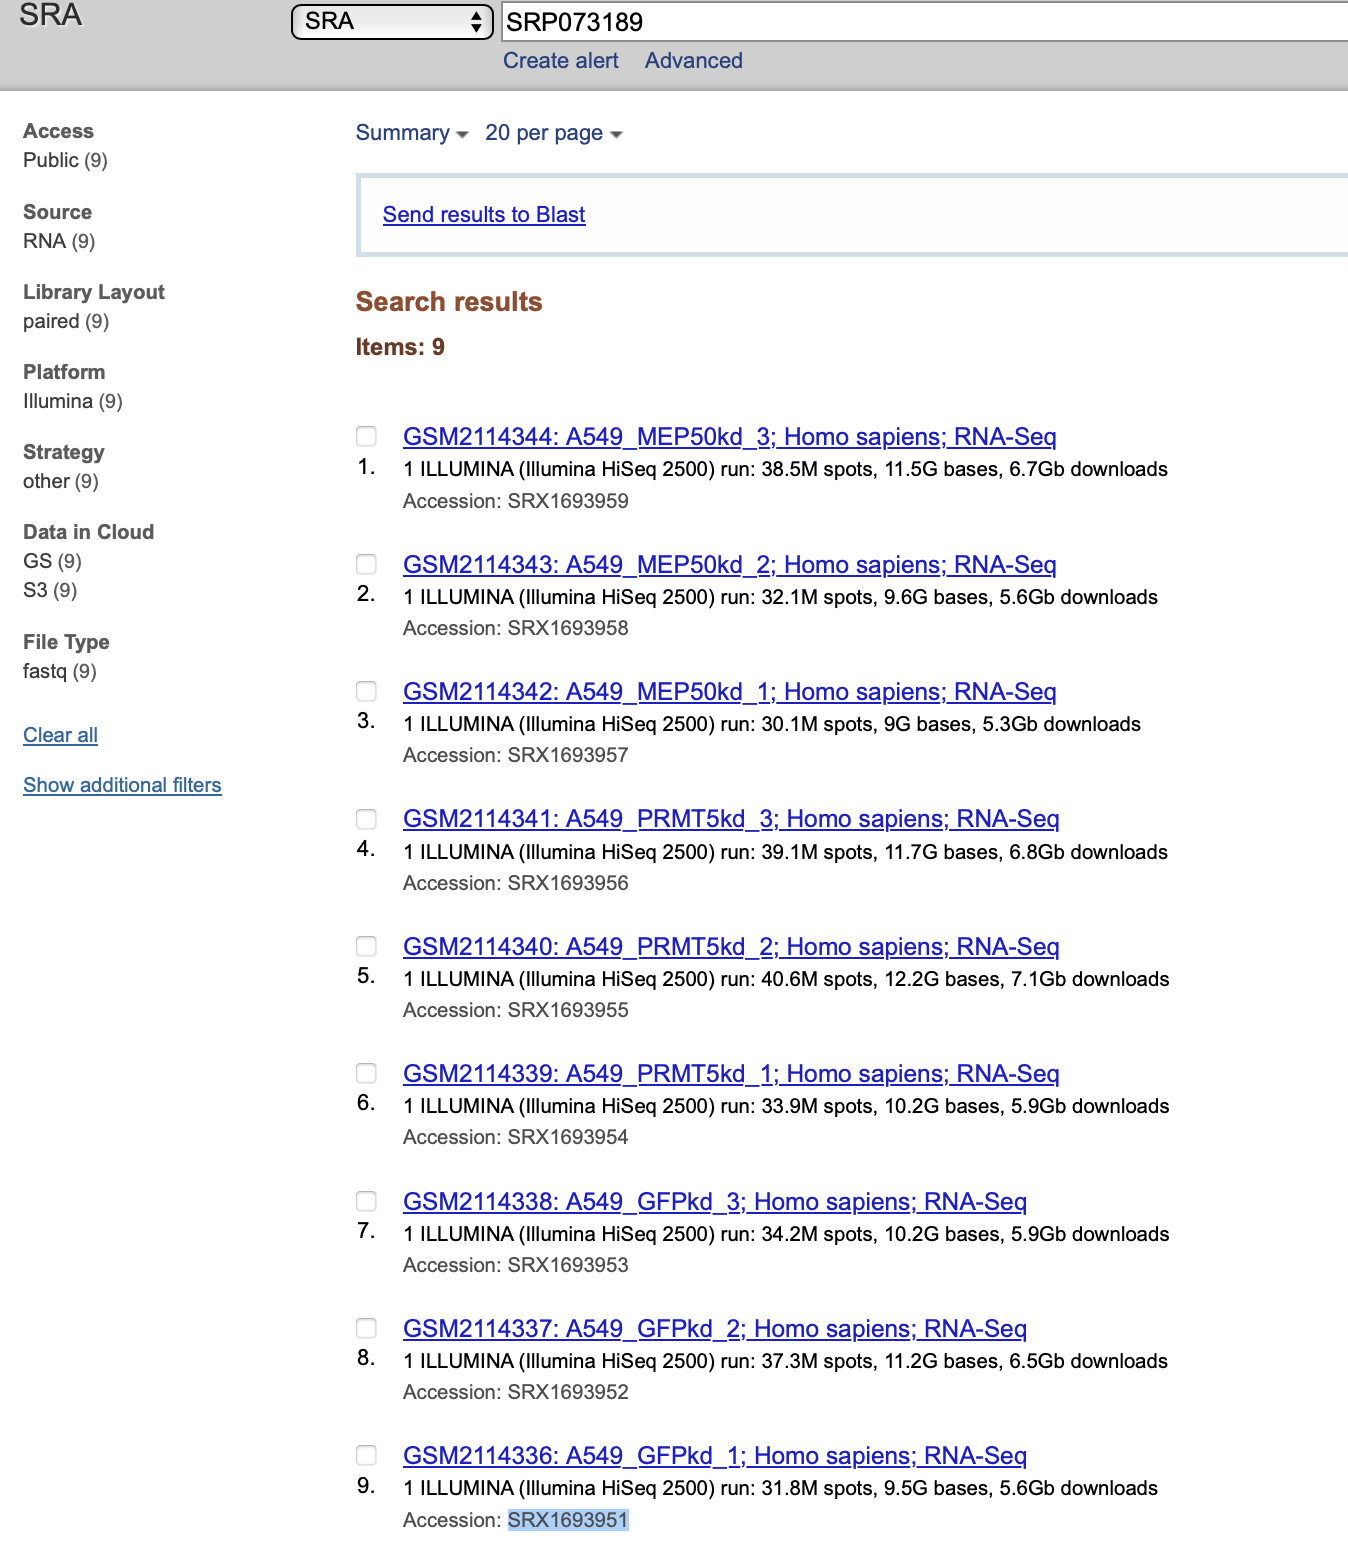 SRA
SRA
SRP073189
Create alert Advanced
Access
Public (9)
Source
RNA (9)
Library Layout
paired (9)
Platform
Illumina (9)
Strategy
other (9)
Data in Cloud
GS (9)
S3 (9)
File Type
fastq (9)
Clear all
Show additional filters
Summary 20 per page
Send results to Blast
Search results
Items: 9
GSM2114344: A549_MEP50kd_3; Homo sapiens; RNA-Seq
1. 1 ILLUMINA (Illumina HiSeq 2500) run: 38.5M spots, 11.5G bases, 6.7Gb downloads
Accession: SRX1693959
GSM2114343: A549_MEP50kd_2; Homo sapiens; RNA-Seq
2. 1 ILLUMINA (Illumina HiSeq 2500) run: 32.1M spots, 9.6G bases, 5.6Gb downloads
Accession: SRX1693958
GSM2114342: A549_MEP50kd_1; Homo sapiens; RNA-Seq
3. 1 ILLUMINA (Illumina HiSeq 2500) run: 30.1M spots, 9G bases, 5.3Gb downloads
Accession: SRX1693957
GSM2114341: A549_PRMT5kd_3; Homo sapiens; RNA-Seq
4. 1 ILLUMINA (Illumina HiSeq 2500) run: 39.1M spots, 11.7G bases, 6.8Gb downloads
Accession: SRX1693956
GSM2114340: A549_PRMT5kd_2; Homo sapiens; RNA-Seq
5. 1 ILLUMINA (Illumina HiSeq 2500) run: 40.6M spots, 12.2G bases, 7.1Gb downloads
Accession: SRX1693955
GSM2114339: A549_PRMT5kd_1; Homo sapiens; RNA-Seq
6. 1 ILLUMINA (Illumina HiSeq 2500) run: 33.9M spots, 10.2G bases, 5.9Gb downloads
Accession: SRX1693954
GSM2114338: A549_GFPkd_3; Homo sapiens; RNA-Seq
7. 1 ILLUMINA (Illumina HiSeq 2500) run: 34.2M spots, 10.2G bases, 5.9Gb downloads
Accession: SRX1693953
GSM2114337: A549_GFPkd_2; Homo sapiens; RNA-Seq
8. 1 ILLUMINA (Illumina HiSeq 2500) run: 37.3M spots, 11.2G bases, 6.5Gb downloads
Accession: SRX1693952
GSM2114336: A549_GFPkd_1; Homo sapiens; RNA-Seq
9. 1 ILLUMINA (Illumina HiSeq 2500) run: 31.8M spots, 9.5G bases, 5.6Gb downloads
Accession: SRX1693951